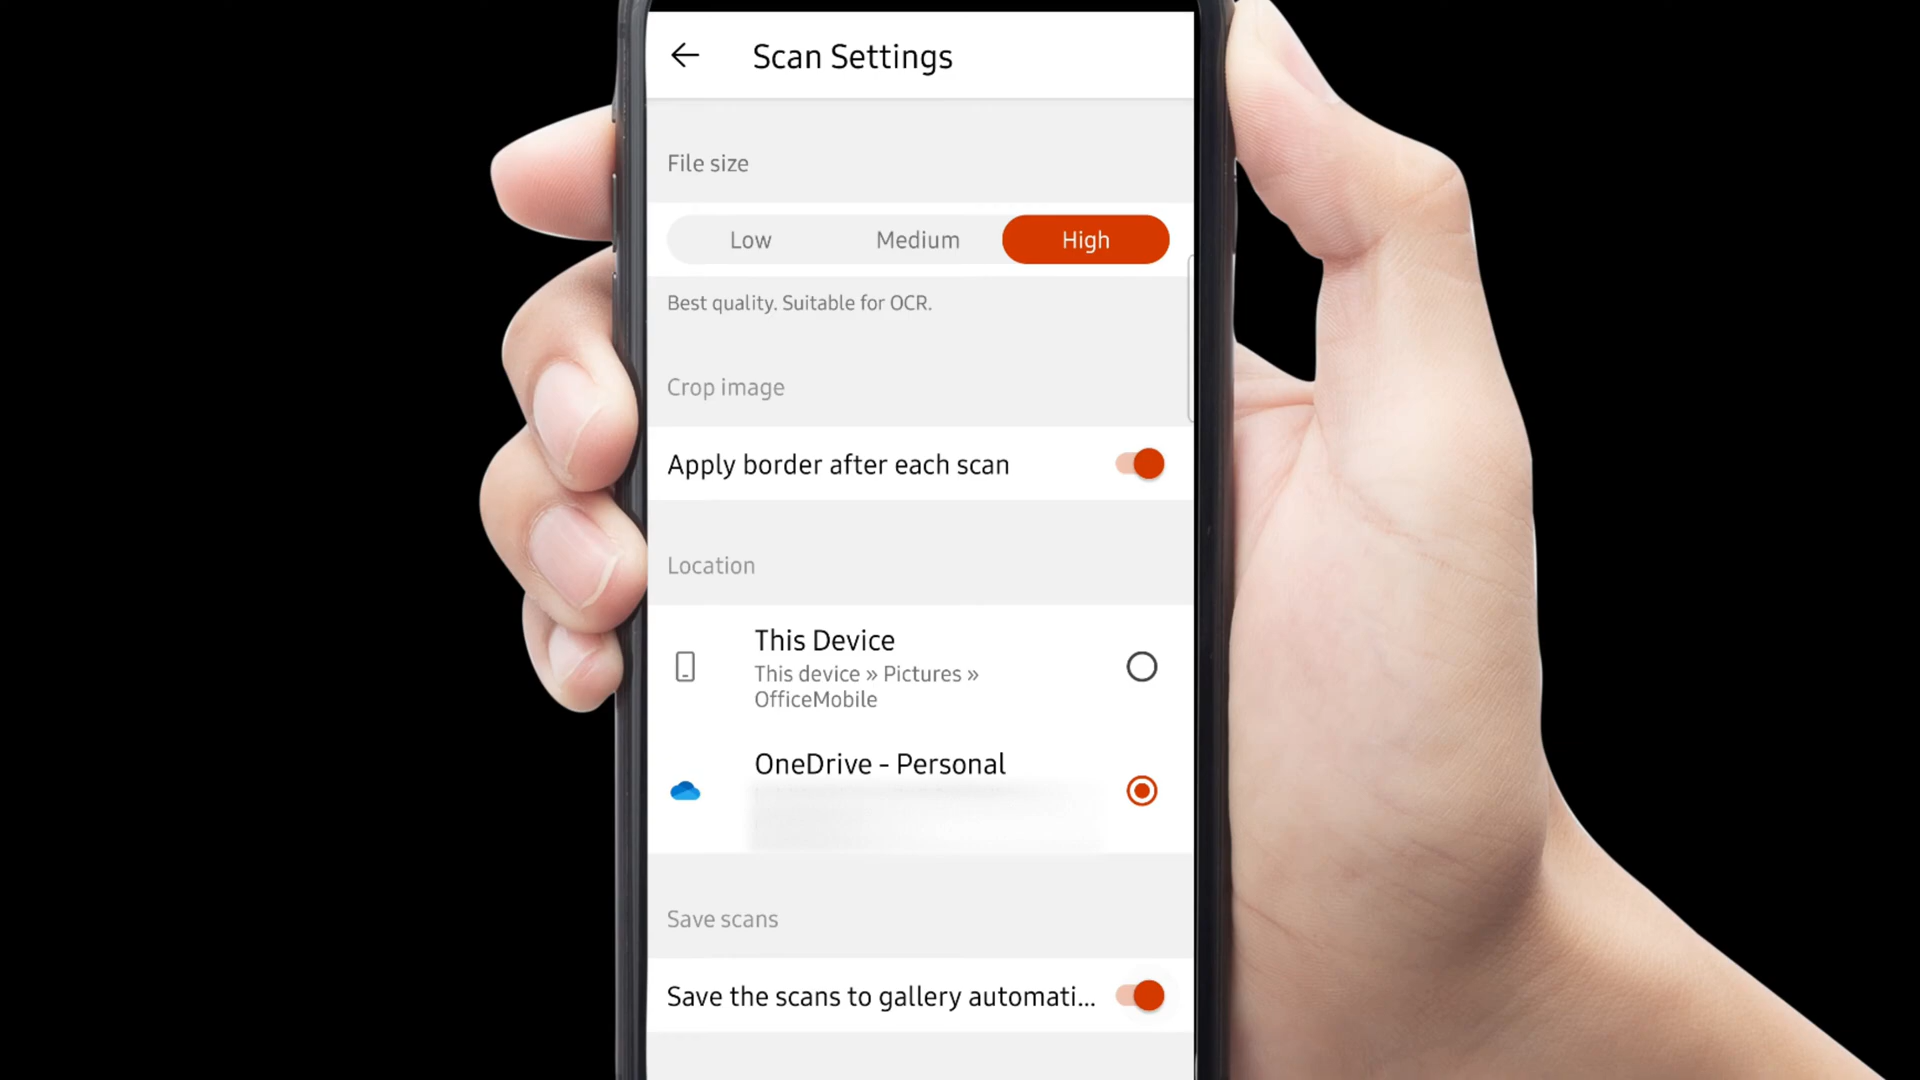 Scan Settings
File size
Low Medium High
Best quality. Suitable for OCR.
Crop image
Apply border after each scan
Location
This Device
This device » Pictures »
OfficeMobile
OneDrive - Personal
Save scans
Save the scans to gallery automati...